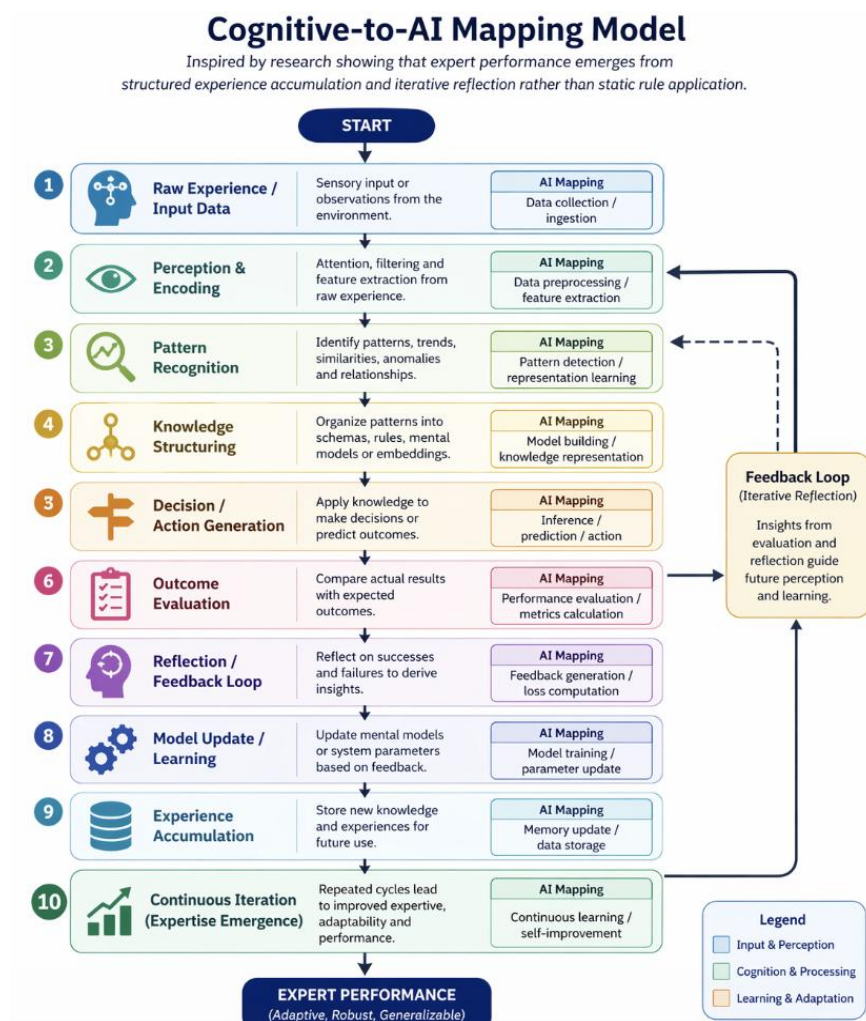 Cognitive-to-AI Mapping Model
Inspired by research showing that expert performance emerges from
structured experience accumulation and iterative reflection rather than static rule application.
START
1
Raw Experience /
Input Data
Sensory input or
observations from the
environment.
AI Mapping
Data collection /
ingestion
2
Perception &
Encoding
Attention, filtering and
feature extraction from
raw experience.
AI Mapping
Data preprocessing /
feature extraction
3
Pattern
Recognition
Identify patterns, trends,
similarities, anomalies
and relationships.
AI Mapping
Pattern detection /
representation learning
4
Knowledge
Structuring
Organize patterns into
schemas, rules, mental
models or embeddings.
AI Mapping
Model building /
knowledge representation
3
Decision /
Action Generation
Apply knowledge to
make decisions or
predict outcomes.
AI Mapping
Inference /
prediction / action
6
Outcome
Evaluation
Compare actual results
with expected
outcomes.
AI Mapping
Performance evaluation /
metrics calculation
7
Reflection /
Feedback Loop
Reflect on successes
and failures to derive
insights.
AI Mapping
Feedback generation /
loss computation
8
Model Update /
Learning
Update mental models
or system parameters
based on feedback.
AI Mapping
Model training /
parameter update
9
Experience
Accumulation
Store new knowledge
and experiences for
future use.
AI Mapping
Memory update /
data storage
10
Continuous Iteration
(Expertise Emergence)
Repeated cycles lead
to improved expertive,
adaptability and
performance.
AI Mapping
Continuous learning /
self-improvement
EXPERT PERFORMANCE
(Adaptive, Robust, Generalizable)
Feedback Loop
(Iterative Reflection)
Insights from
evaluation and
reflection guide
future perception
and learning.
Legend
Input & Perception
Cognition & Processing
Learning & Adaptation